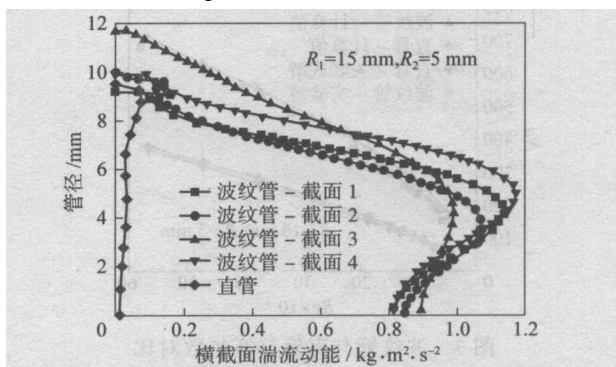 12
10
8
6
4
2
0
管径/mm
R₁=15 mm,R₂=5 mm
波纹管－截面1
波纹管－截面2
波纹管－截面3
波纹管－截面4
直管
0.2 0.4 0.6 0.8 1.0 1.2
横截面湍流动能/kg·m²·s⁻²